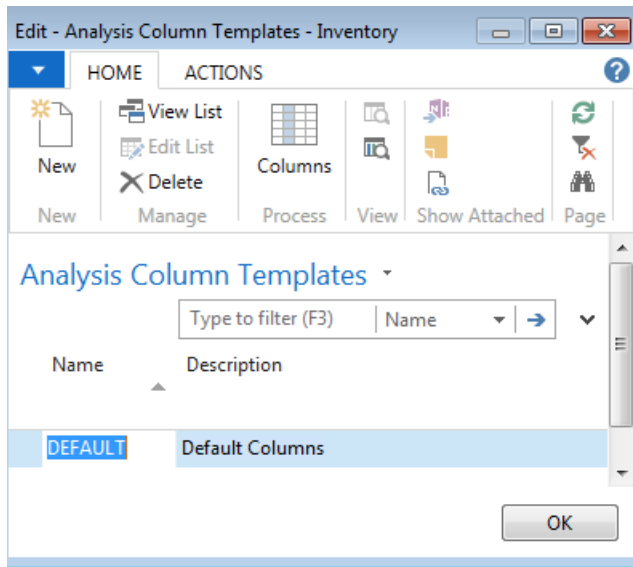 Edit - Analysis Column Templates - Inventory
HOME ACTIONS
New
View List
Edit List
Delete
Columns
New Manage Process View Show Attached Page
Analysis Column Templates
Type to filter (F3) Name
Name Description
DEFAULT Default Columns
OK